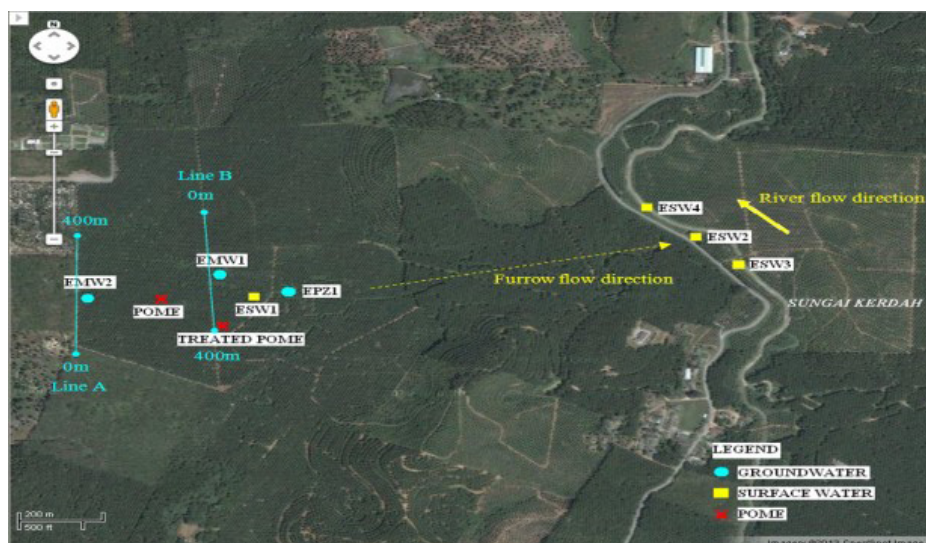 N
Line B
0m
400m
River flow direction
ESW4
ESW2
EMW1
ESW3
Furrow flow direction
EMW2
EPZ1
POME
ESW1
SUNGAI KERDAH
TREATED POME
400m
0m
Line A
LEGEND
GROUNDWATER
SURFACE WATER
POME
200 m
500 ft